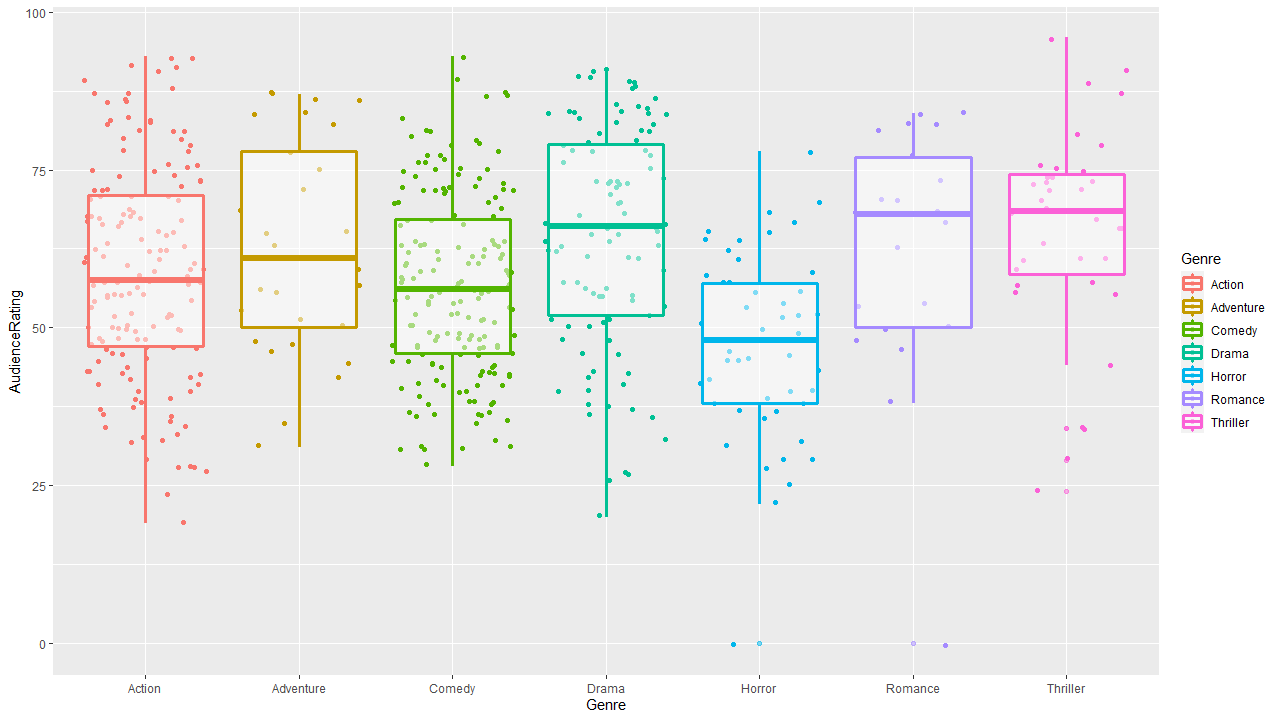 AudienceRating
100
75
50
25
0
Action Adventure Comedy Drama Horror Romance Thriller
Genre
Genre
Action
Adventure
Comedy
Drama
Horror
Romance
Thriller